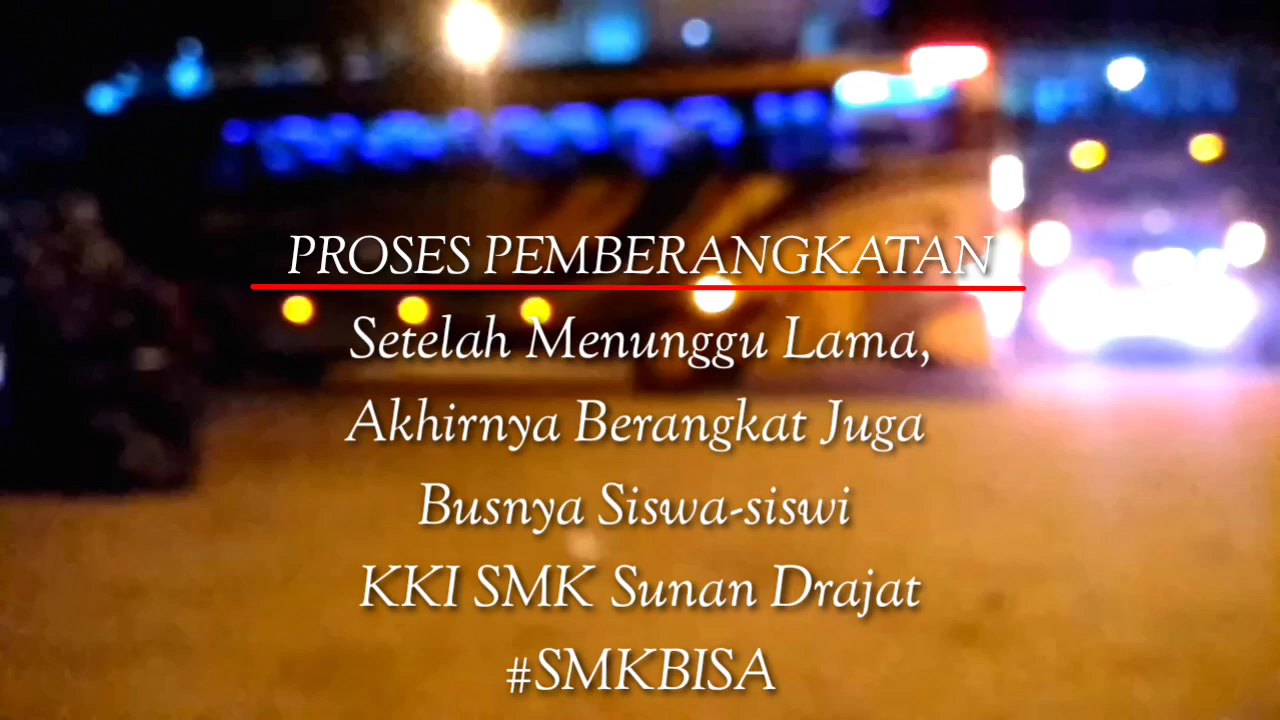 PROSES PEMBERANGKATAN
Setelah Menunggu Lama,
Akhirnya Berangkat Juga
Busnya Siswa-siswi
KKI SMK Sunan Drajat
#SMKBISA